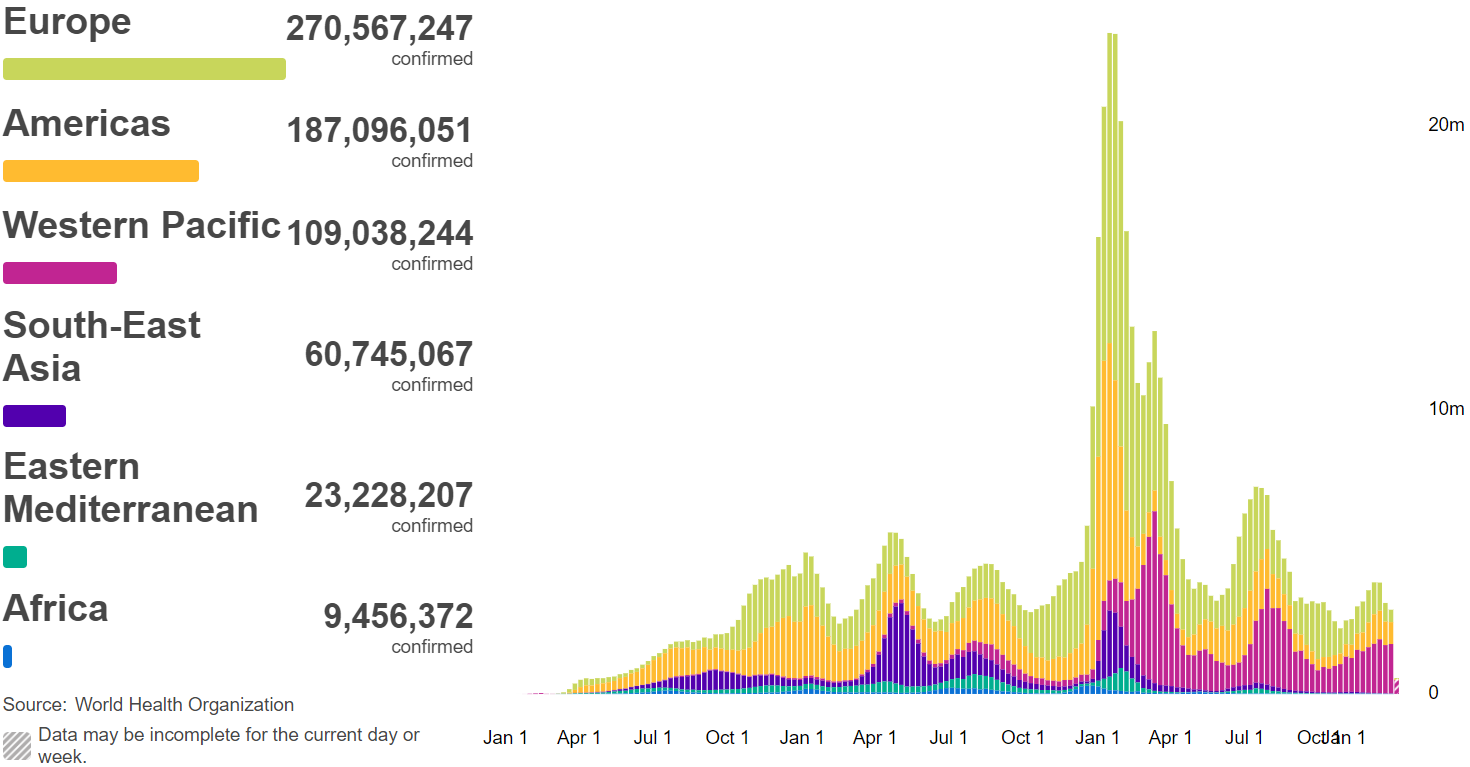 Europe
270,567,247
confirmed
Americas
187,096,051
confirmed
Western Pacific
109,038,244
confirmed
South-East
Asia
60,745,067
confirmed
Eastern
Mediterranean
23,228,207
confirmed
Africa
9,456,372
confirmed
Source: World Health Organization
Data may be incomplete for the current day or
week.
20m
10m
0
Jan 1 Apr 1 Jul 1 Oct 1 Jan 1 Apr 1 Jul 1 Oct 1 Jan 1 Apr 1 Jul 1 Oct 1 Jan 1